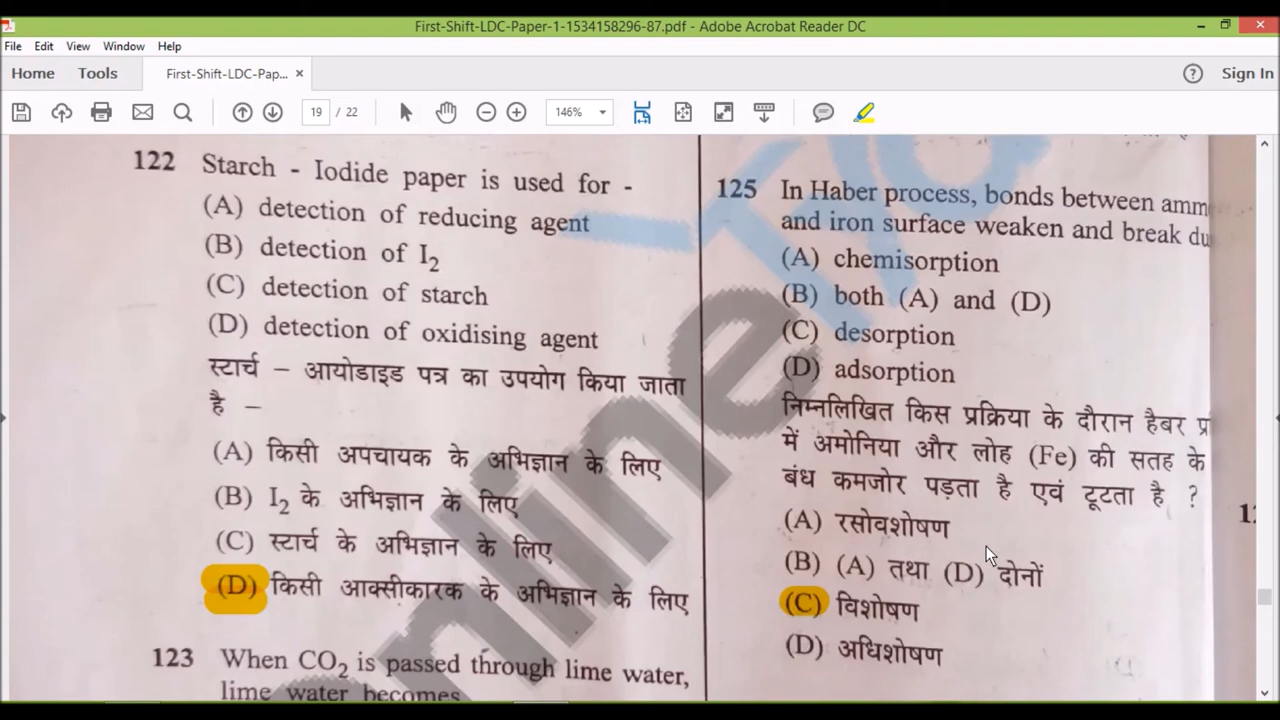 First-Shift-LDC-Paper-1-1534158296-87.pdf - Adobe Acrobat Reader DC
File Edit View Window Help
Home Tools First-Shift-LDC-Pap... × Sign In
19 / 22 146%
122 Starch - Iodide paper is used for -
(A) detection of reducing agent
(B) detection of I2
(C) detection of starch
(D) detection of oxidising agent
स्टार्च – आयोडाइड पत्र का उपयोग किया जाता
है –
(A) किसी अपचायक के अभिज्ञान के लिए
(B) I2 के अभिज्ञान के लिए
(C) स्टार्च के अभिज्ञान के लिए
(D) किसी आक्सीकारक के अभिज्ञान के लिए
123 When CO2 is passed through lime water,
lime water becomes
125 In Haber process, bonds between
and iron surface weaken and break
(A) chemisorption
(B) both (A) and (D)
(C) desorption
(D) adsorption
निम्नलिखित किस प्रक्रिया के दौरान हैबर
में अमोनिया और लोह (Fe) की सतह के
बंध कमजोर पड़ता है एवं टूटता है ?
(A) रसोवशोषण
(B) (A) तथा (D) दोनों
(C) विशोषण
(D) अधिशोषण
nline